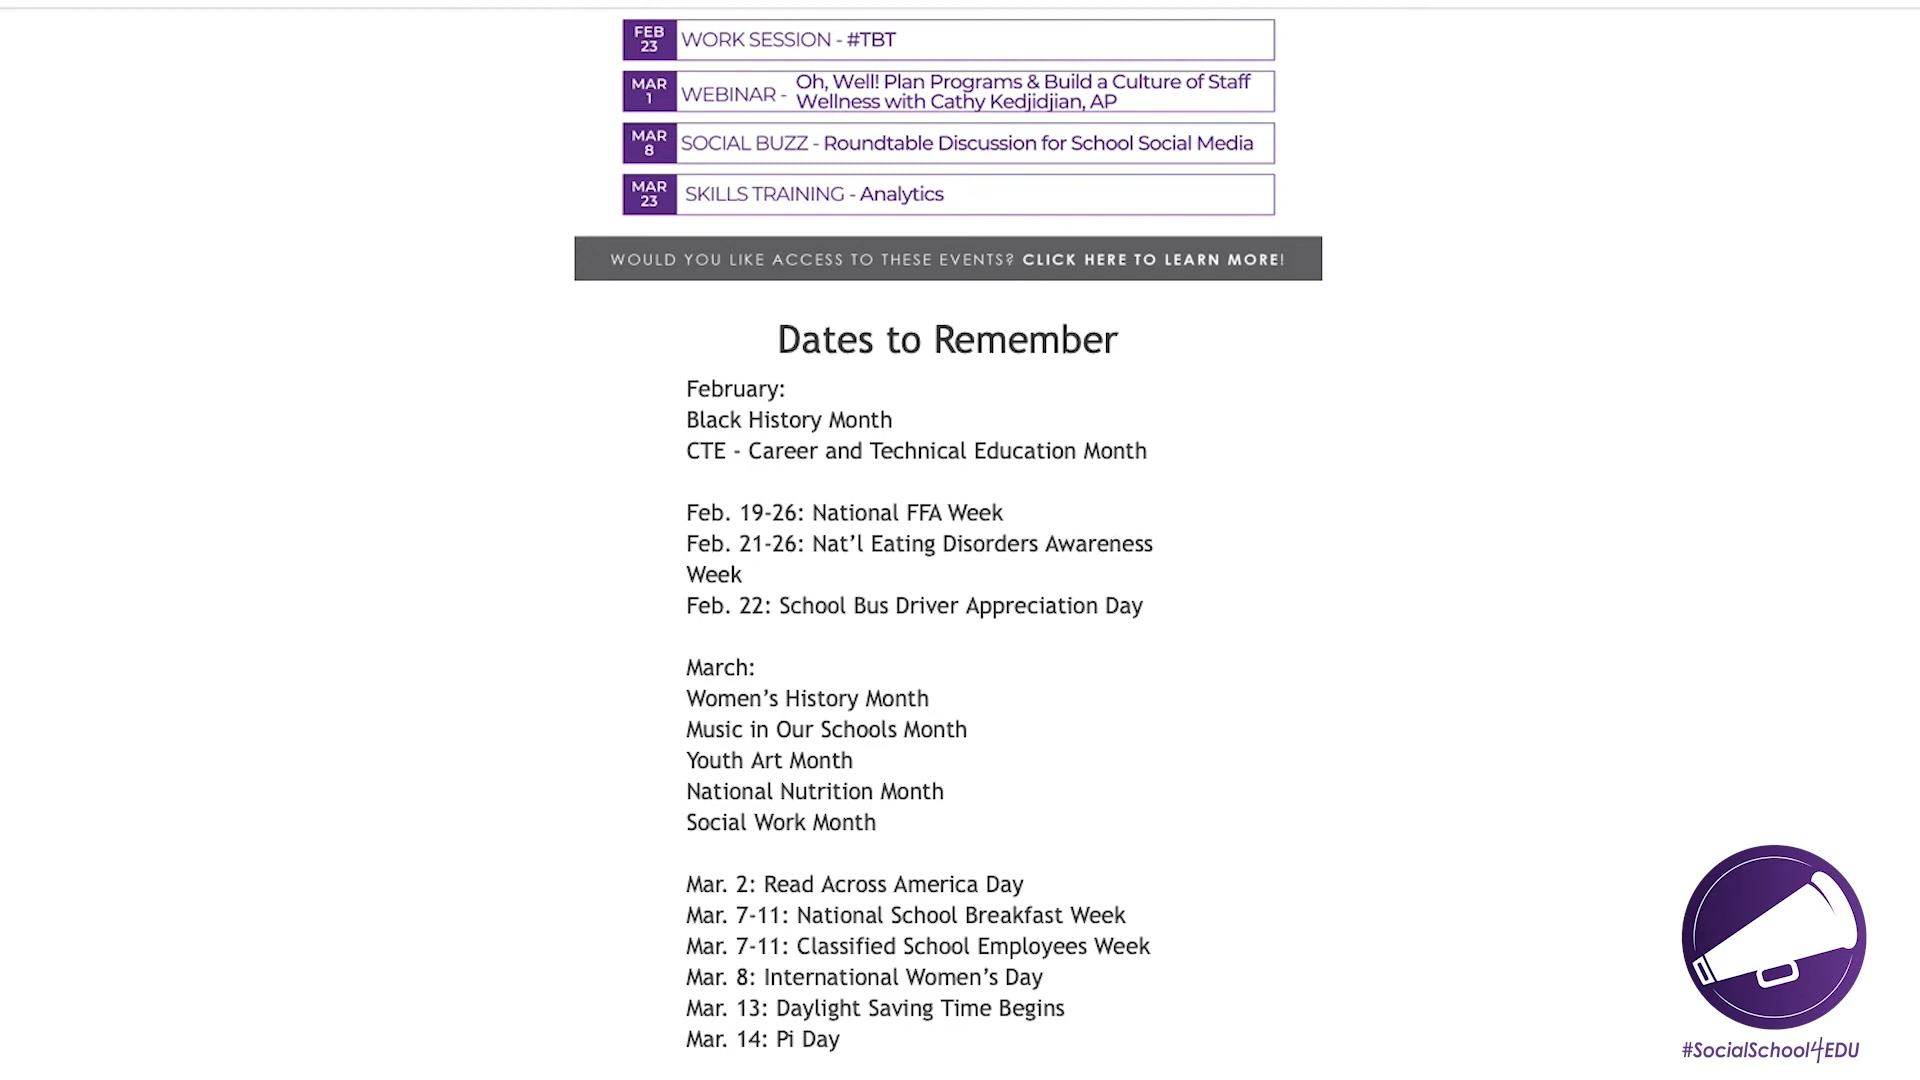 FEB
23
WORK SESSION - #TBT
MAR
1
WEBINAR - Oh, Well! Plan Programs & Build a Culture of Staff
Wellness with Cathy Kedjidjian, AP
MAR
8
SOCIAL BUZZ - Roundtable Discussion for School Social Media
MAR
23
SKILLS TRAINING - Analytics
WOULD YOU LIKE ACCESS TO THESE EVENTS? CLICK HERE TO LEARN MORE!
Dates to Remember
February:
Black History Month
CTE - Career and Technical Education Month
Feb. 19-26: National FFA Week
Feb. 21-26: Nat’l Eating Disorders Awareness
Week
Feb. 22: School Bus Driver Appreciation Day
March:
Women’s History Month
Music in Our Schools Month
Youth Art Month
National Nutrition Month
Social Work Month
Mar. 2: Read Across America Day
Mar. 7-11: National School Breakfast Week
Mar. 7-11: Classified School Employees Week
Mar. 8: International Women’s Day
Mar. 13: Daylight Saving Time Begins
Mar. 14: Pi Day
#SocialSchool4EDU